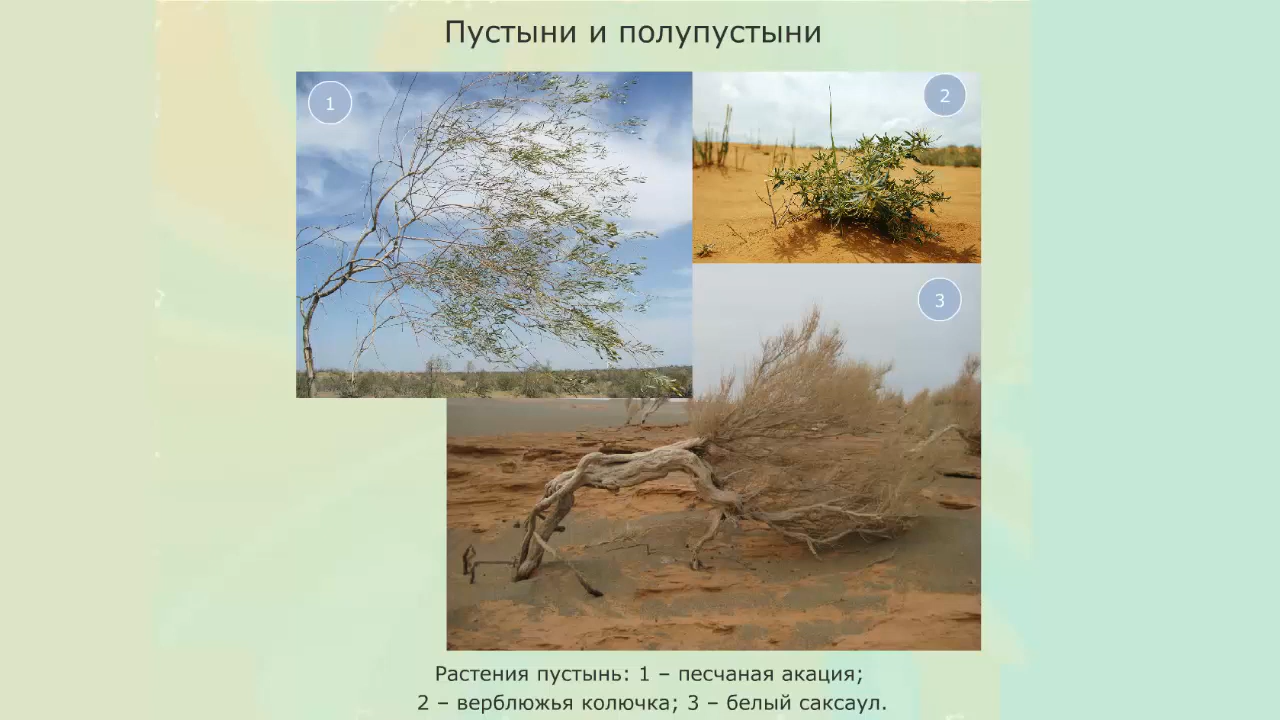 Пустыни и полупустыни
1
2
3
Растения пустынь: 1 – песчаная акация;
2 – верблюжья колючка; 3 – белый саксаул.